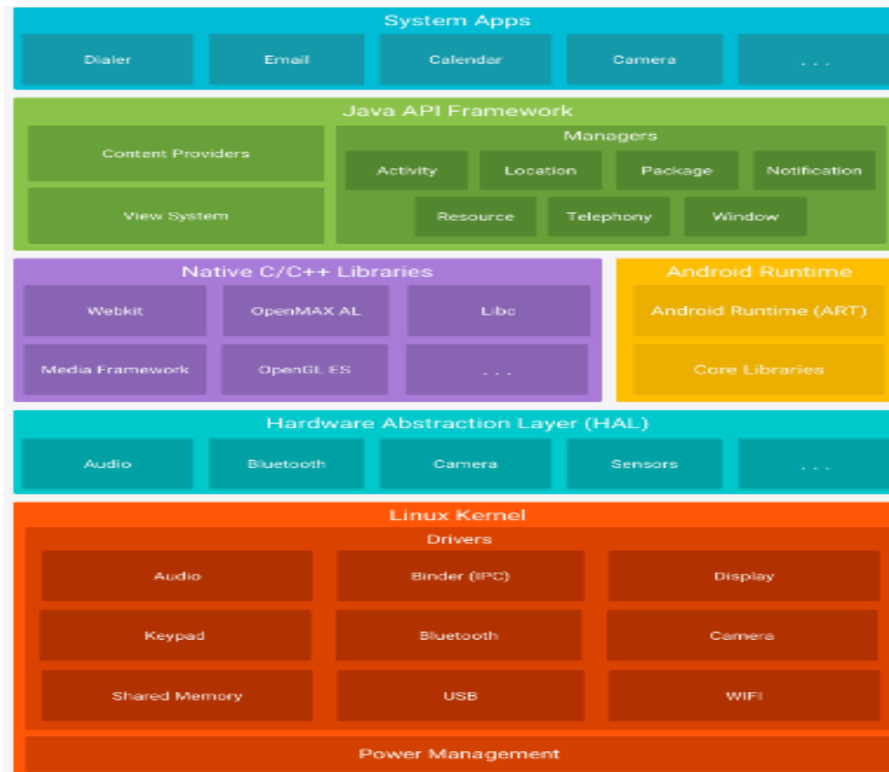 System Apps
Dialer Email Calendar Camera . . .
Java API Framework
Content Providers
View System
Managers
Activity Location Package Notification
Resource Telephony Window
Native C/C++ Libraries
Webkit OpenMAX AL Libc
Media Framework OpenGL ES . . .
Android Runtime
Android Runtime (ART)
Core Libraries
Hardware Abstraction Layer (HAL)
Audio Bluetooth Camera Sensors . . .
Linux Kernel
Drivers
Audio Binder (IPC) Display
Keypad Bluetooth Camera
Shared Memory USB WIFI
Power Management